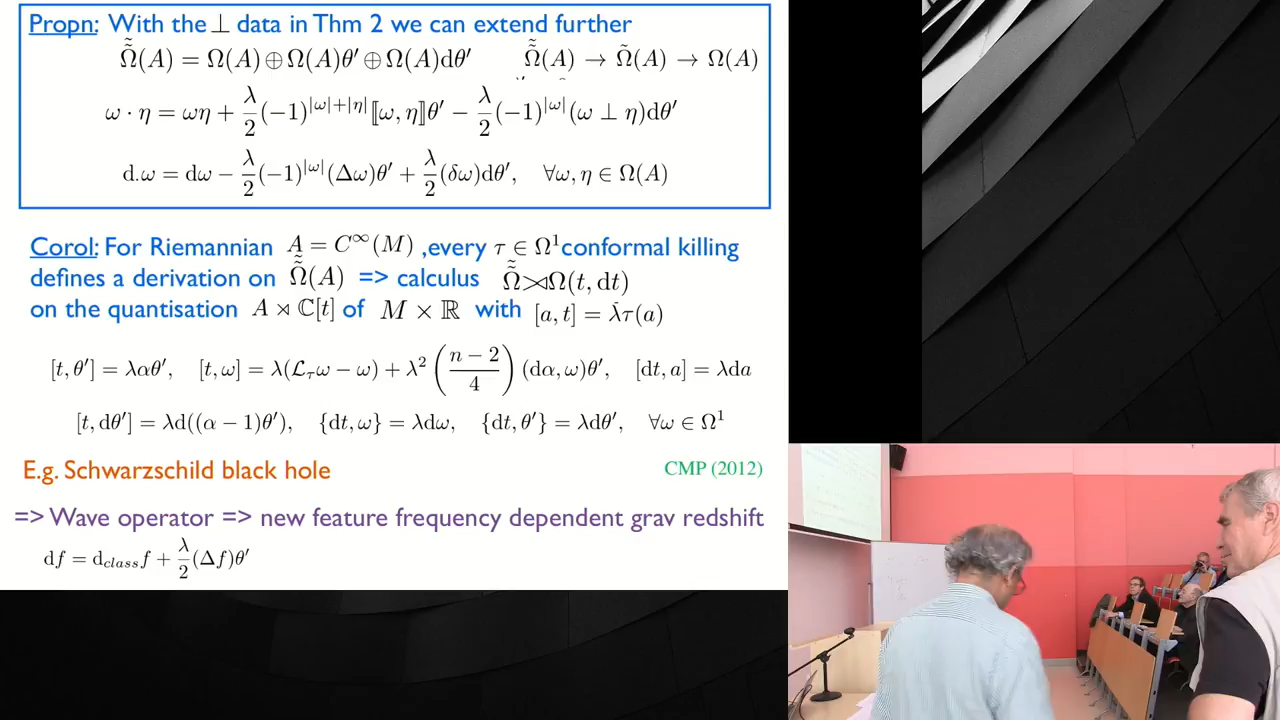 Propn: With the ⊥ data in Thm 2 we can extend further
Ω̃̃(A) = Ω(A) ⊕ Ω(A)θ′ ⊕ Ω(A)dθ′ Ω̃̃(A) → Ω̃(A) → Ω(A)
ω · η = ωη + λ/2 (−1)^{|ω|+|η|} ⟦ω, η⟧θ′ − λ/2 (−1)^{|ω|} (ω ⊥ η)dθ′
d.ω = dω − λ/2 (−1)^{|ω|} (Δω)θ′ + λ/2 (δω)dθ′, ∀ω, η ∈ Ω(A)
Corol: For Riemannian A = C^∞(M) ,every τ ∈ Ω¹ conformal killing
defines a derivation on Ω̃̃(A) => calculus Ω̃̃⋊Ω(t, dt)
on the quantisation A ⋊ ℂ[t] of M × ℝ with [a, t] = λτ(a)
[t, θ′] = λαθ′, [t, ω] = λ(ℒ_τ ω − ω) + λ² ((n − 2)/4) (dα, ω)θ′, [dt, a] = λda
[t, dθ′] = λd((α − 1)θ′), {dt, ω} = λdω, {dt, θ′} = λdθ′, ∀ω ∈ Ω¹
E.g. Schwarzschild black hole CMP (2012)
=> Wave operator => new feature frequency dependent grav redshift
df = d_{class}f + λ/2 (Δf)θ′